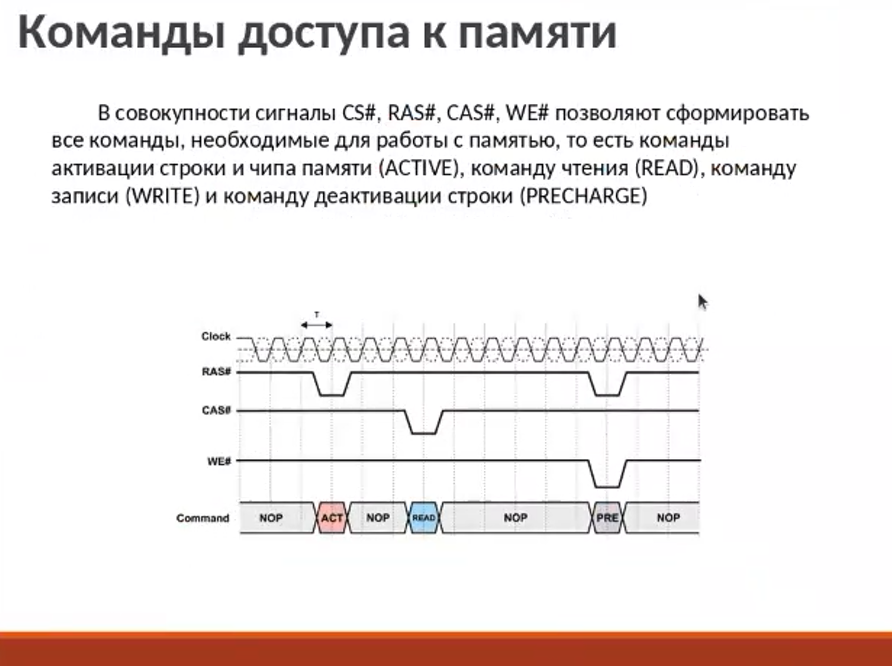 Команды доступа к памяти
В совокупности сигналы CS#, RAS#, CAS#, WE# позволяют сформировать
все команды, необходимые для работы с памятью, то есть команды
активации строки и чипа памяти (ACTIVE), команду чтения (READ), команду
записи (WRITE) и команду деактивации строки (PRECHARGE)
T
Clock
RAS#
CAS#
WE#
Command NOP ACT NOP READ NOP PRE NOP